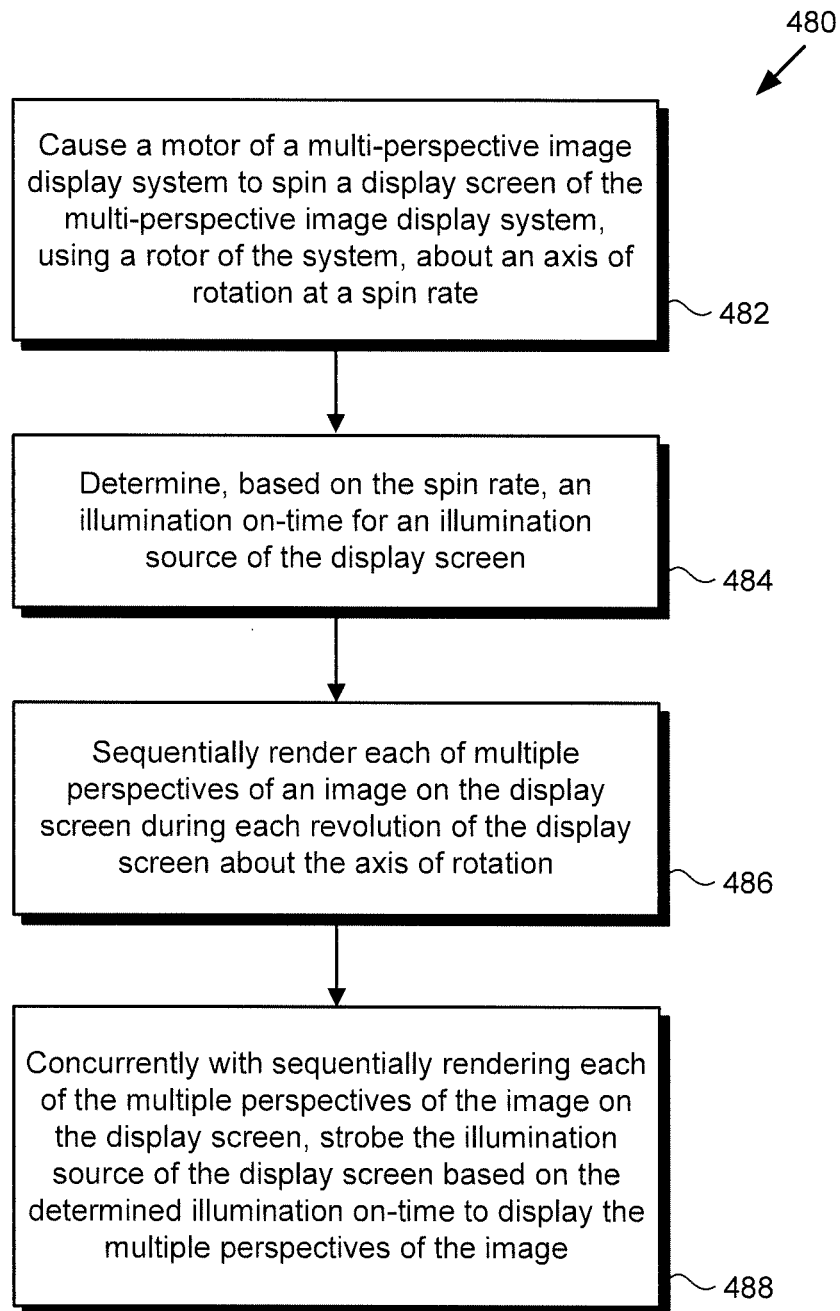 480
Cause a motor of a multi-perspective image
display system to spin a display screen of the
multi-perspective image display system,
using a rotor of the system, about an axis of
rotation at a spin rate
482
Determine, based on the spin rate, an
illumination on-time for an illumination
source of the display screen
484
Sequentially render each of multiple
perspectives of an image on the display
screen during each revolution of the display
screen about the axis of rotation
486
Concurrently with sequentially rendering each
of the multiple perspectives of the image on
the display screen, strobe the illumination
source of the display screen based on the
determined illumination on-time to display the
multiple perspectives of the image
488